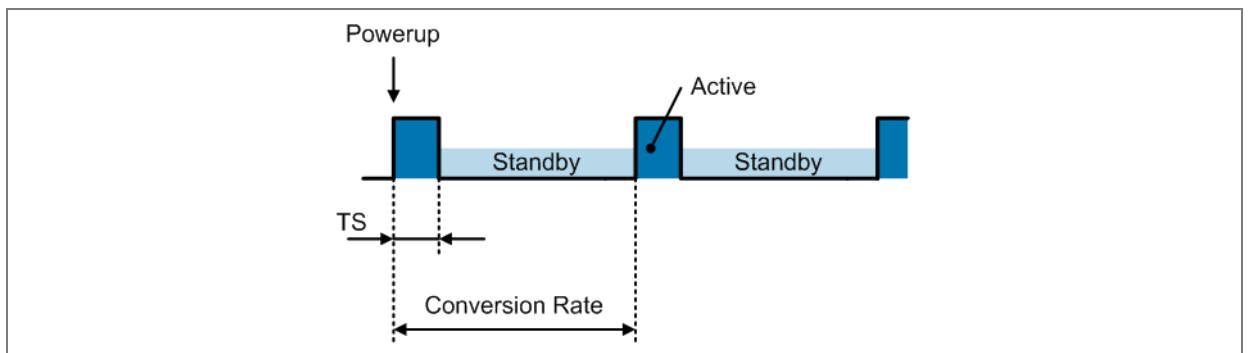 Powerup
Active
Standby
Standby
TS
Conversion Rate